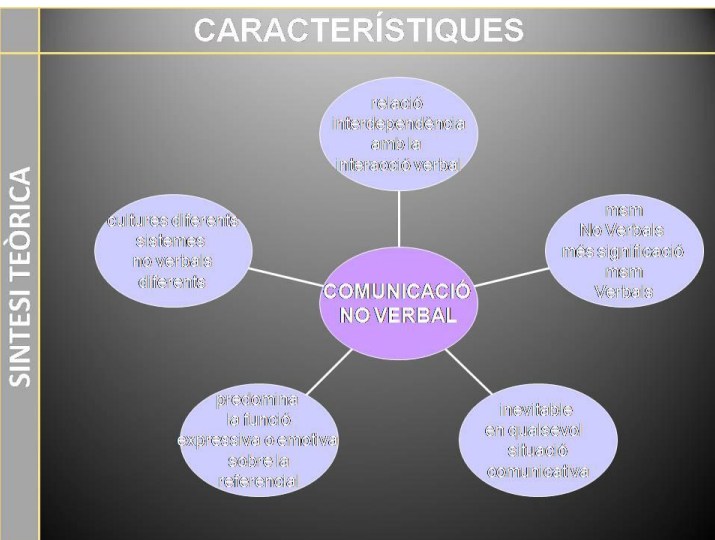 CARACTERÍSTIQUES
SINTESI TEÒRICA
relació
interdependència
amb la
interacció verbal
cultures diferents
sistemes
no verbals
diferents
msm
No Verbals
més significació
msm
Verbals
COMUNICACIÓ
NO VERBAL
predomina
la funció
expressiva o emotiva
sobre la
referencial
inevitable
en qualsevol
situació
comunicativa